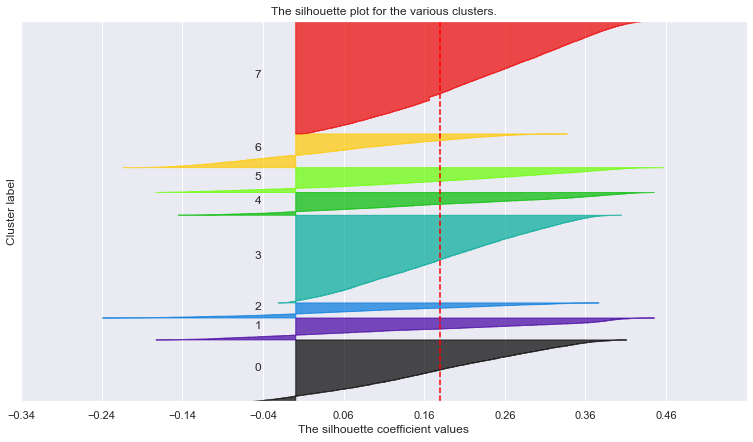 The silhouette plot for the various clusters.
7
6
5
4
3
2
1
0
Cluster label
-0.34 -0.24 -0.14 -0.04 0.06 0.16 0.26 0.36 0.46
The silhouette coefficient values